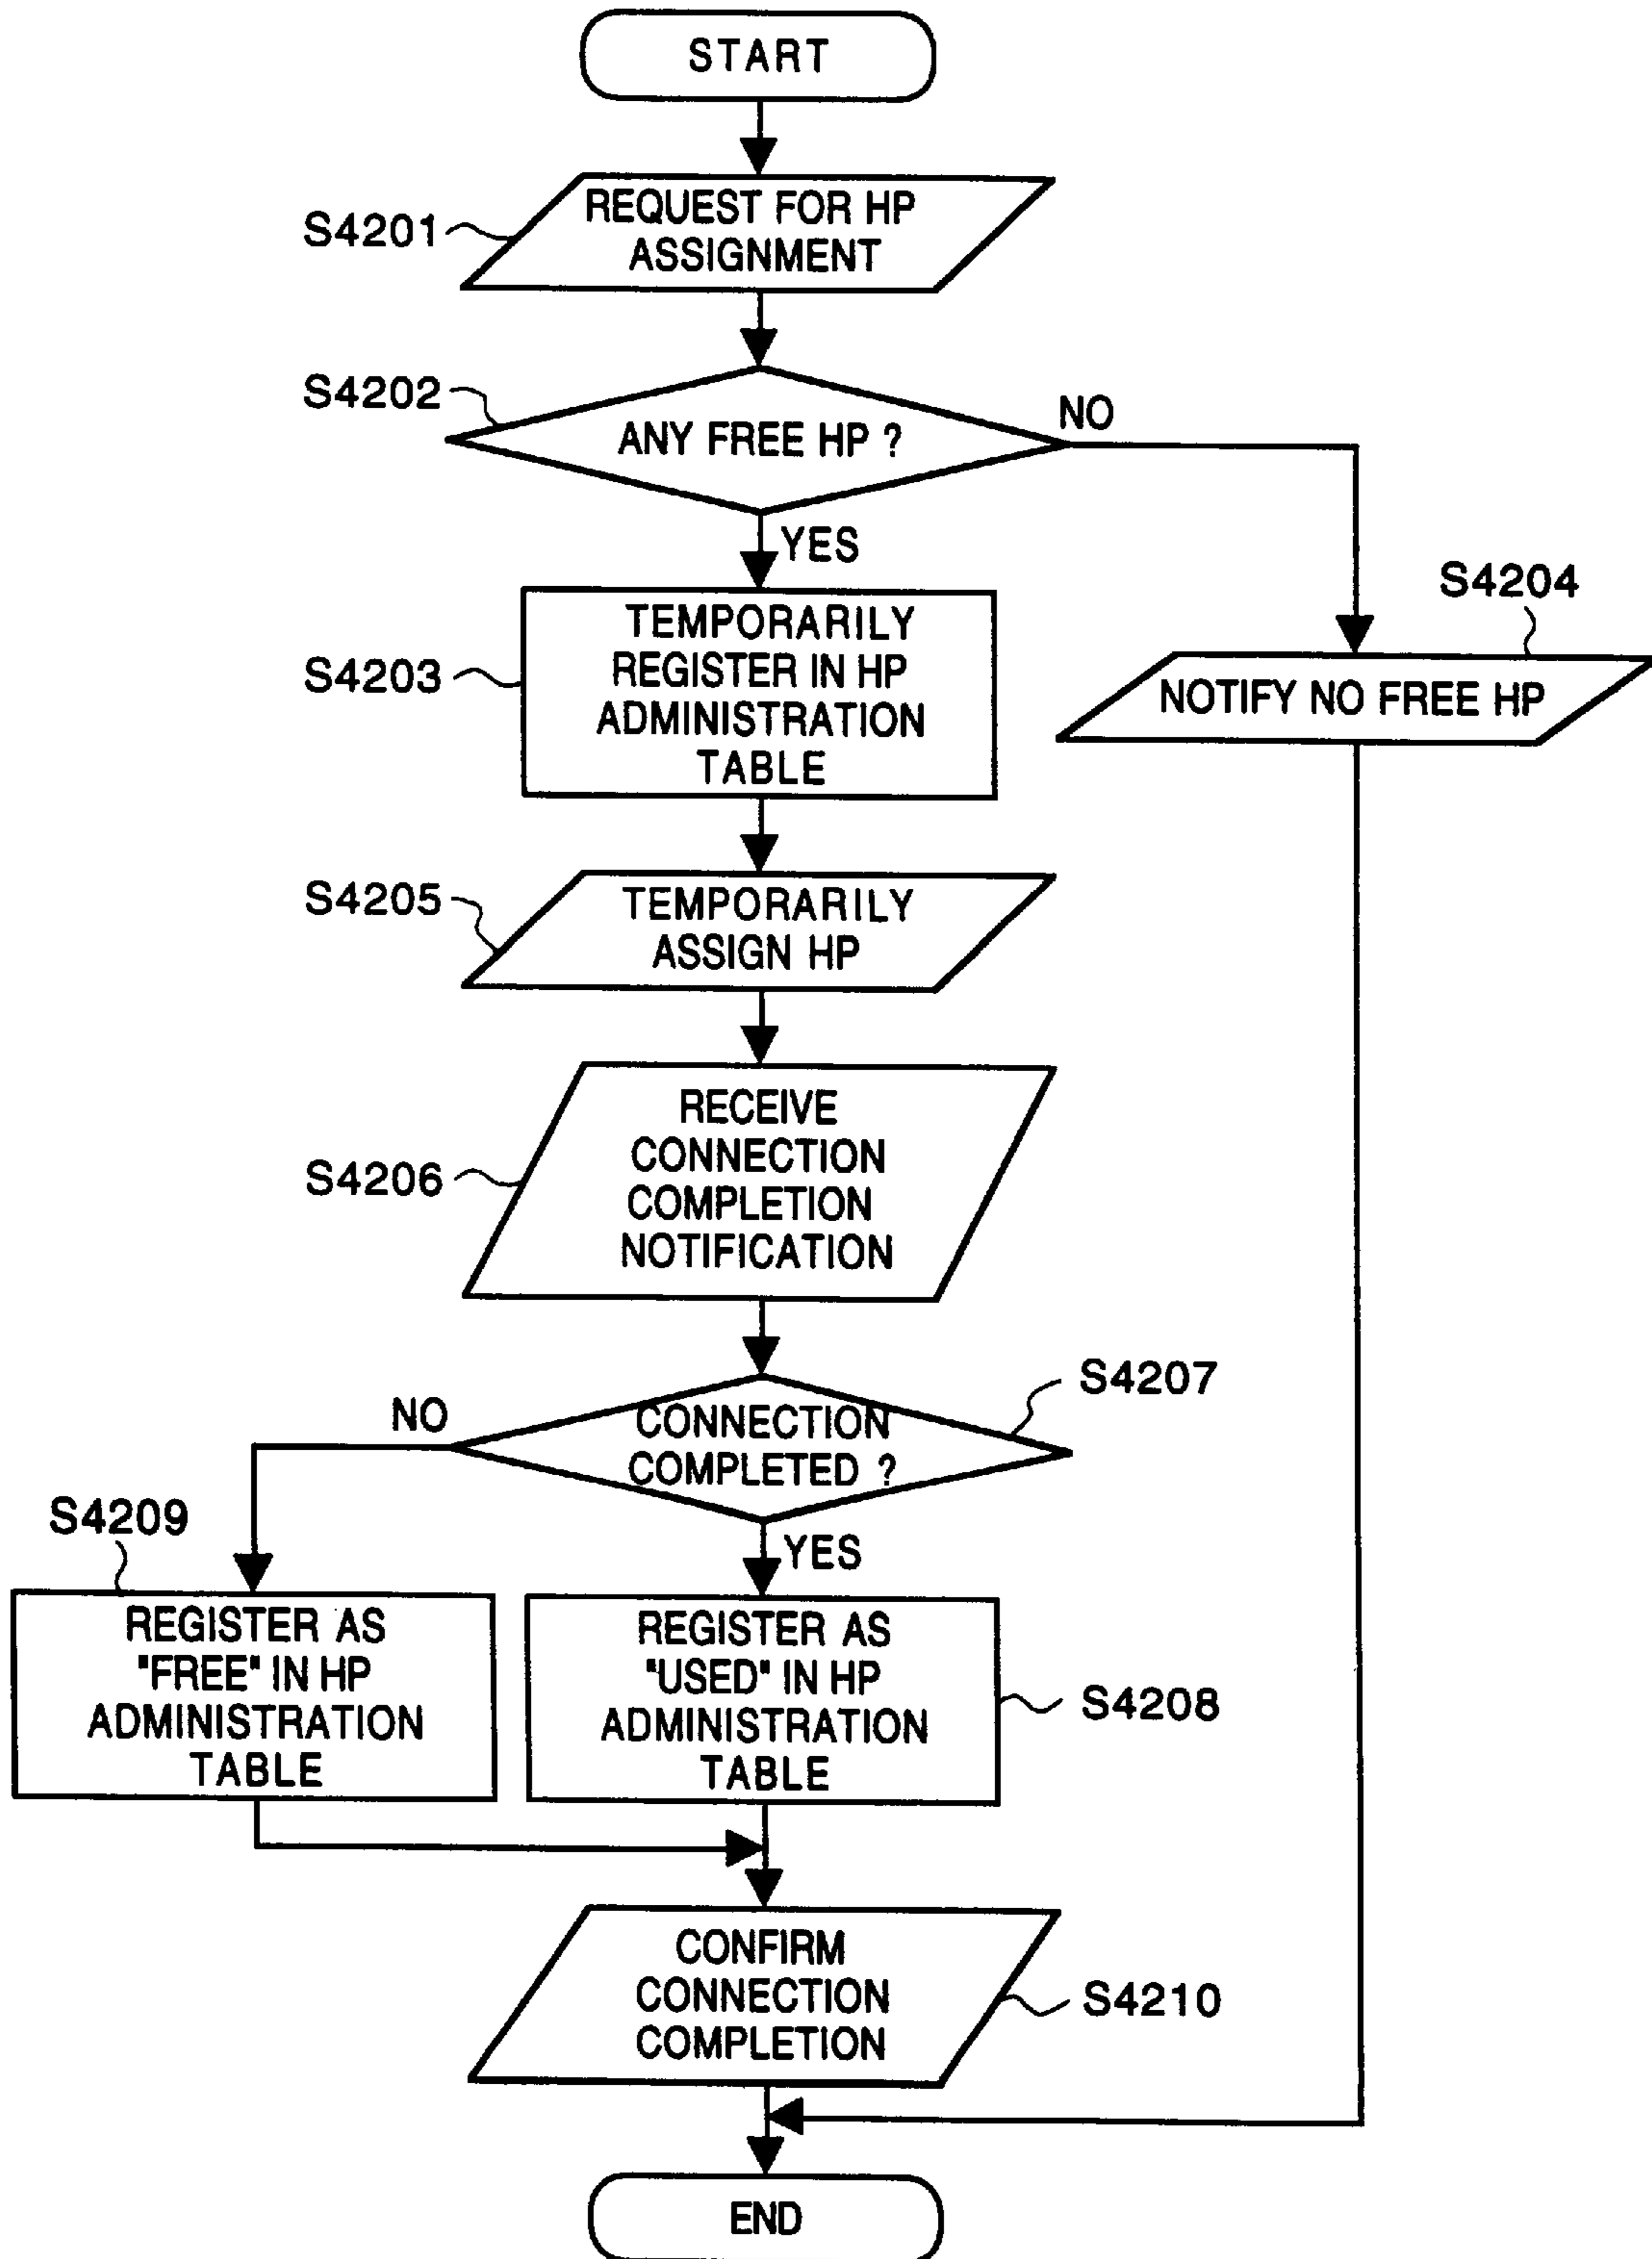 START
S4201
REQUEST FOR HP
ASSIGNMENT
S4202
ANY FREE HP ?
NO
YES
S4203
TEMPORARILY
REGISTER IN HP
ADMINISTRATION
TABLE
S4204
NOTIFY NO FREE HP
S4205
TEMPORARILY
ASSIGN HP
S4206
RECEIVE
CONNECTION
COMPLETION
NOTIFICATION
S4207
CONNECTION
COMPLETED ?
NO
YES
S4209
REGISTER AS
"FREE" IN HP
ADMINISTRATION
TABLE
REGISTER AS
"USED" IN HP
ADMINISTRATION
TABLE
S4208
CONFIRM
CONNECTION
COMPLETION
S4210
END